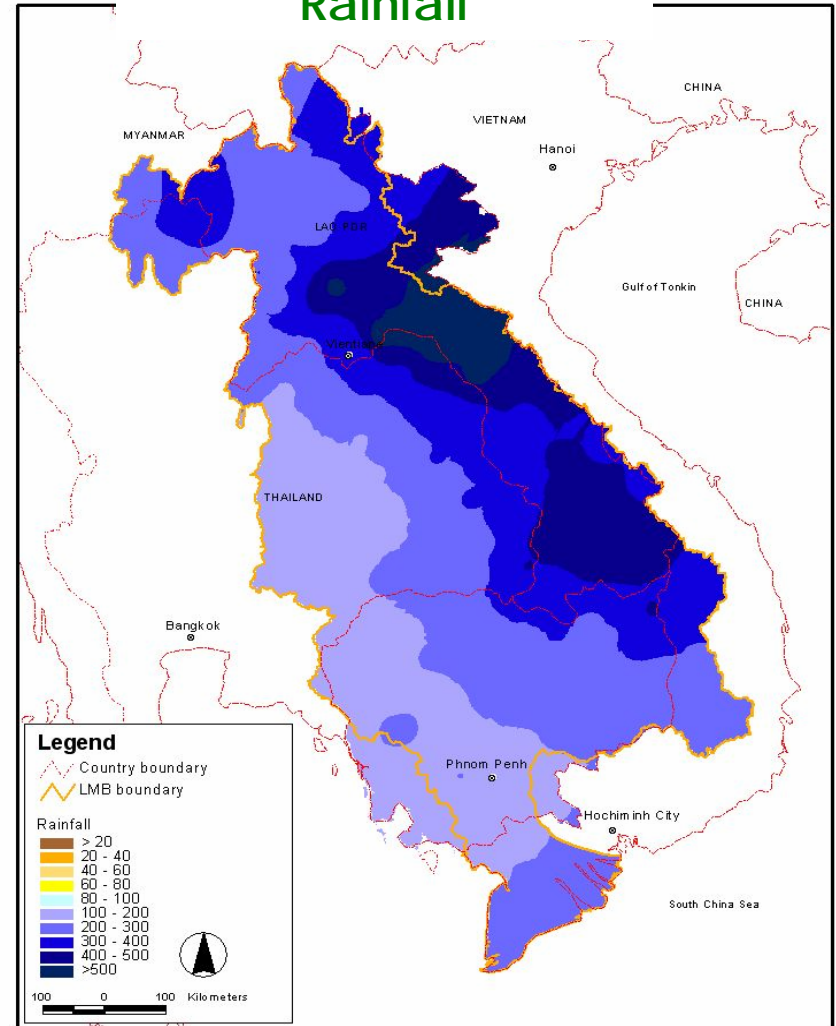 Rainfall
CHINA
VIETNAM
MYANMAR
Hanoi
LAO PDR
Gulf of Tonkin
CHINA
Vientiane
THAILAND
Bangkok
Phnom Penh
Hochiminh City
South China Sea
Legend
Country boundary
LMB boundary
Rainfall
> 20
20 - 40
40 - 60
60 - 80
80 - 100
100 - 200
200 - 300
300 - 400
400 - 500
>500
100 0 100 Kilometers